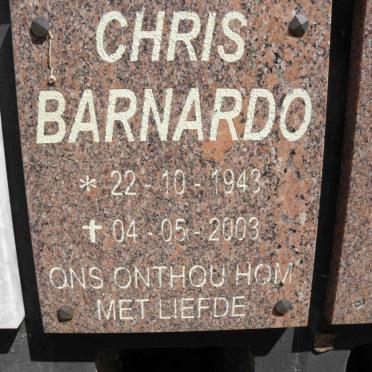 CHRIS
BARNARDO
* 22 - 10 - 1943
✝ 04 - 05 - 2003
ONS ONTHOU HOM
MET LIEFDE